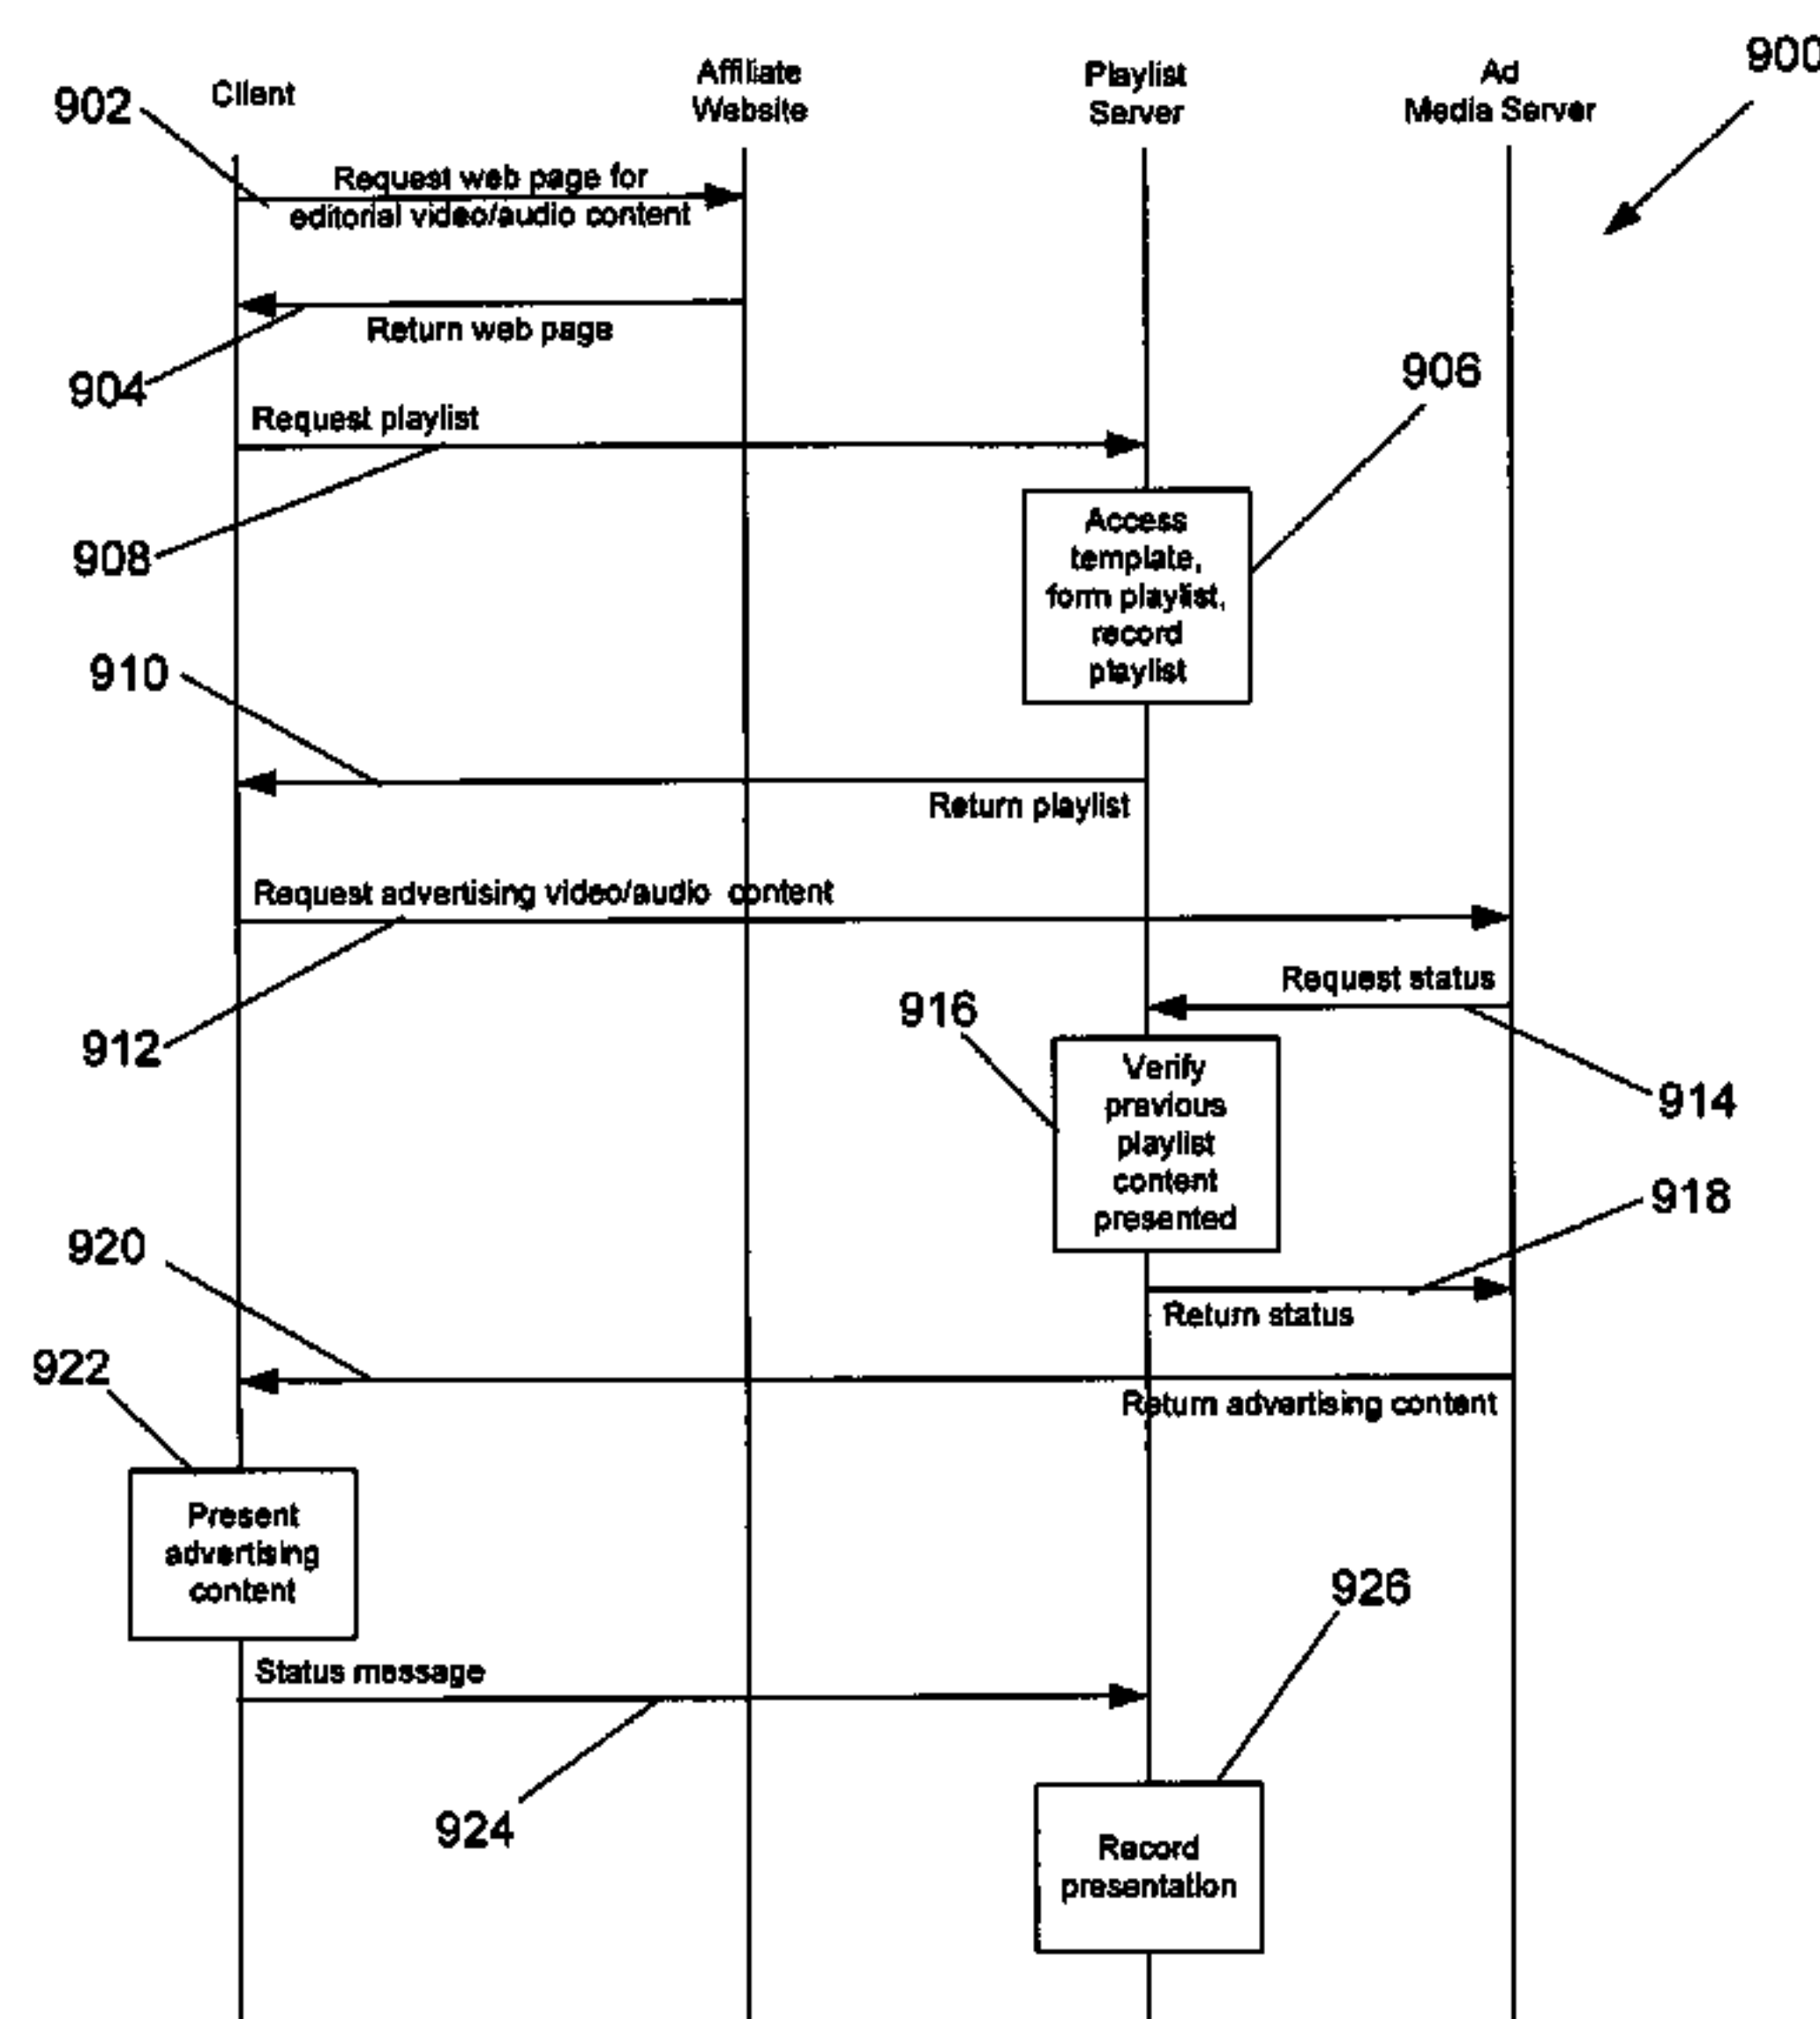 900
Client
Affiliate
Website
Playlist
Server
Ad
Media Server
902
Request web page for
editorial video/audio content
Return web page
904
906
Request playlist
908
Access
template,
form playlist,
record
playlist
910
Return playlist
Request advertising video/audio content
912
Request status
914
916
Verify
previous
playlist
content
presented
918
Return status
920
Return advertising content
922
Present
advertising
content
Status message
924
926
Record
presentation